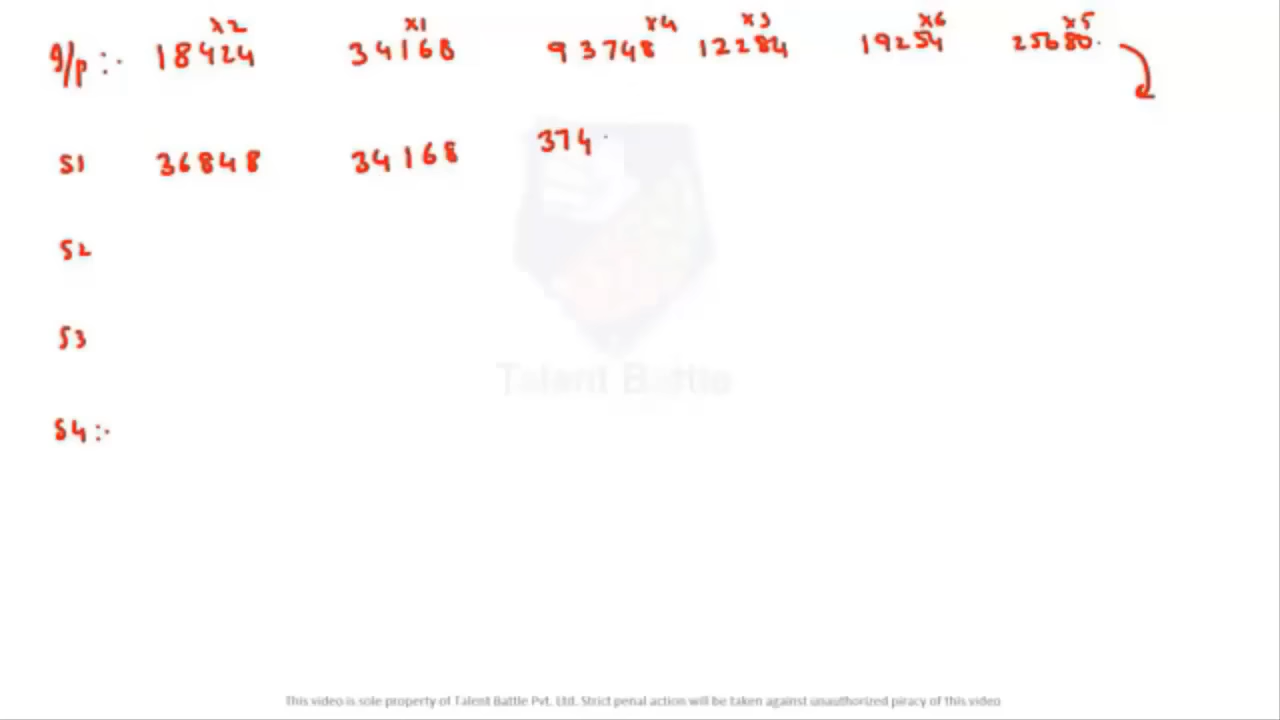 x2 x1 x4 x3 x6 x5
I/p :- 18424 34168 93748 12284 19254 25680.
S1 36848 34168 374
S2
S3
Talent Battle
S4 :-
This video is sole property of Talent Battle Pvt. Ltd. Strict penal action will be taken against unauthorized piracy of this video